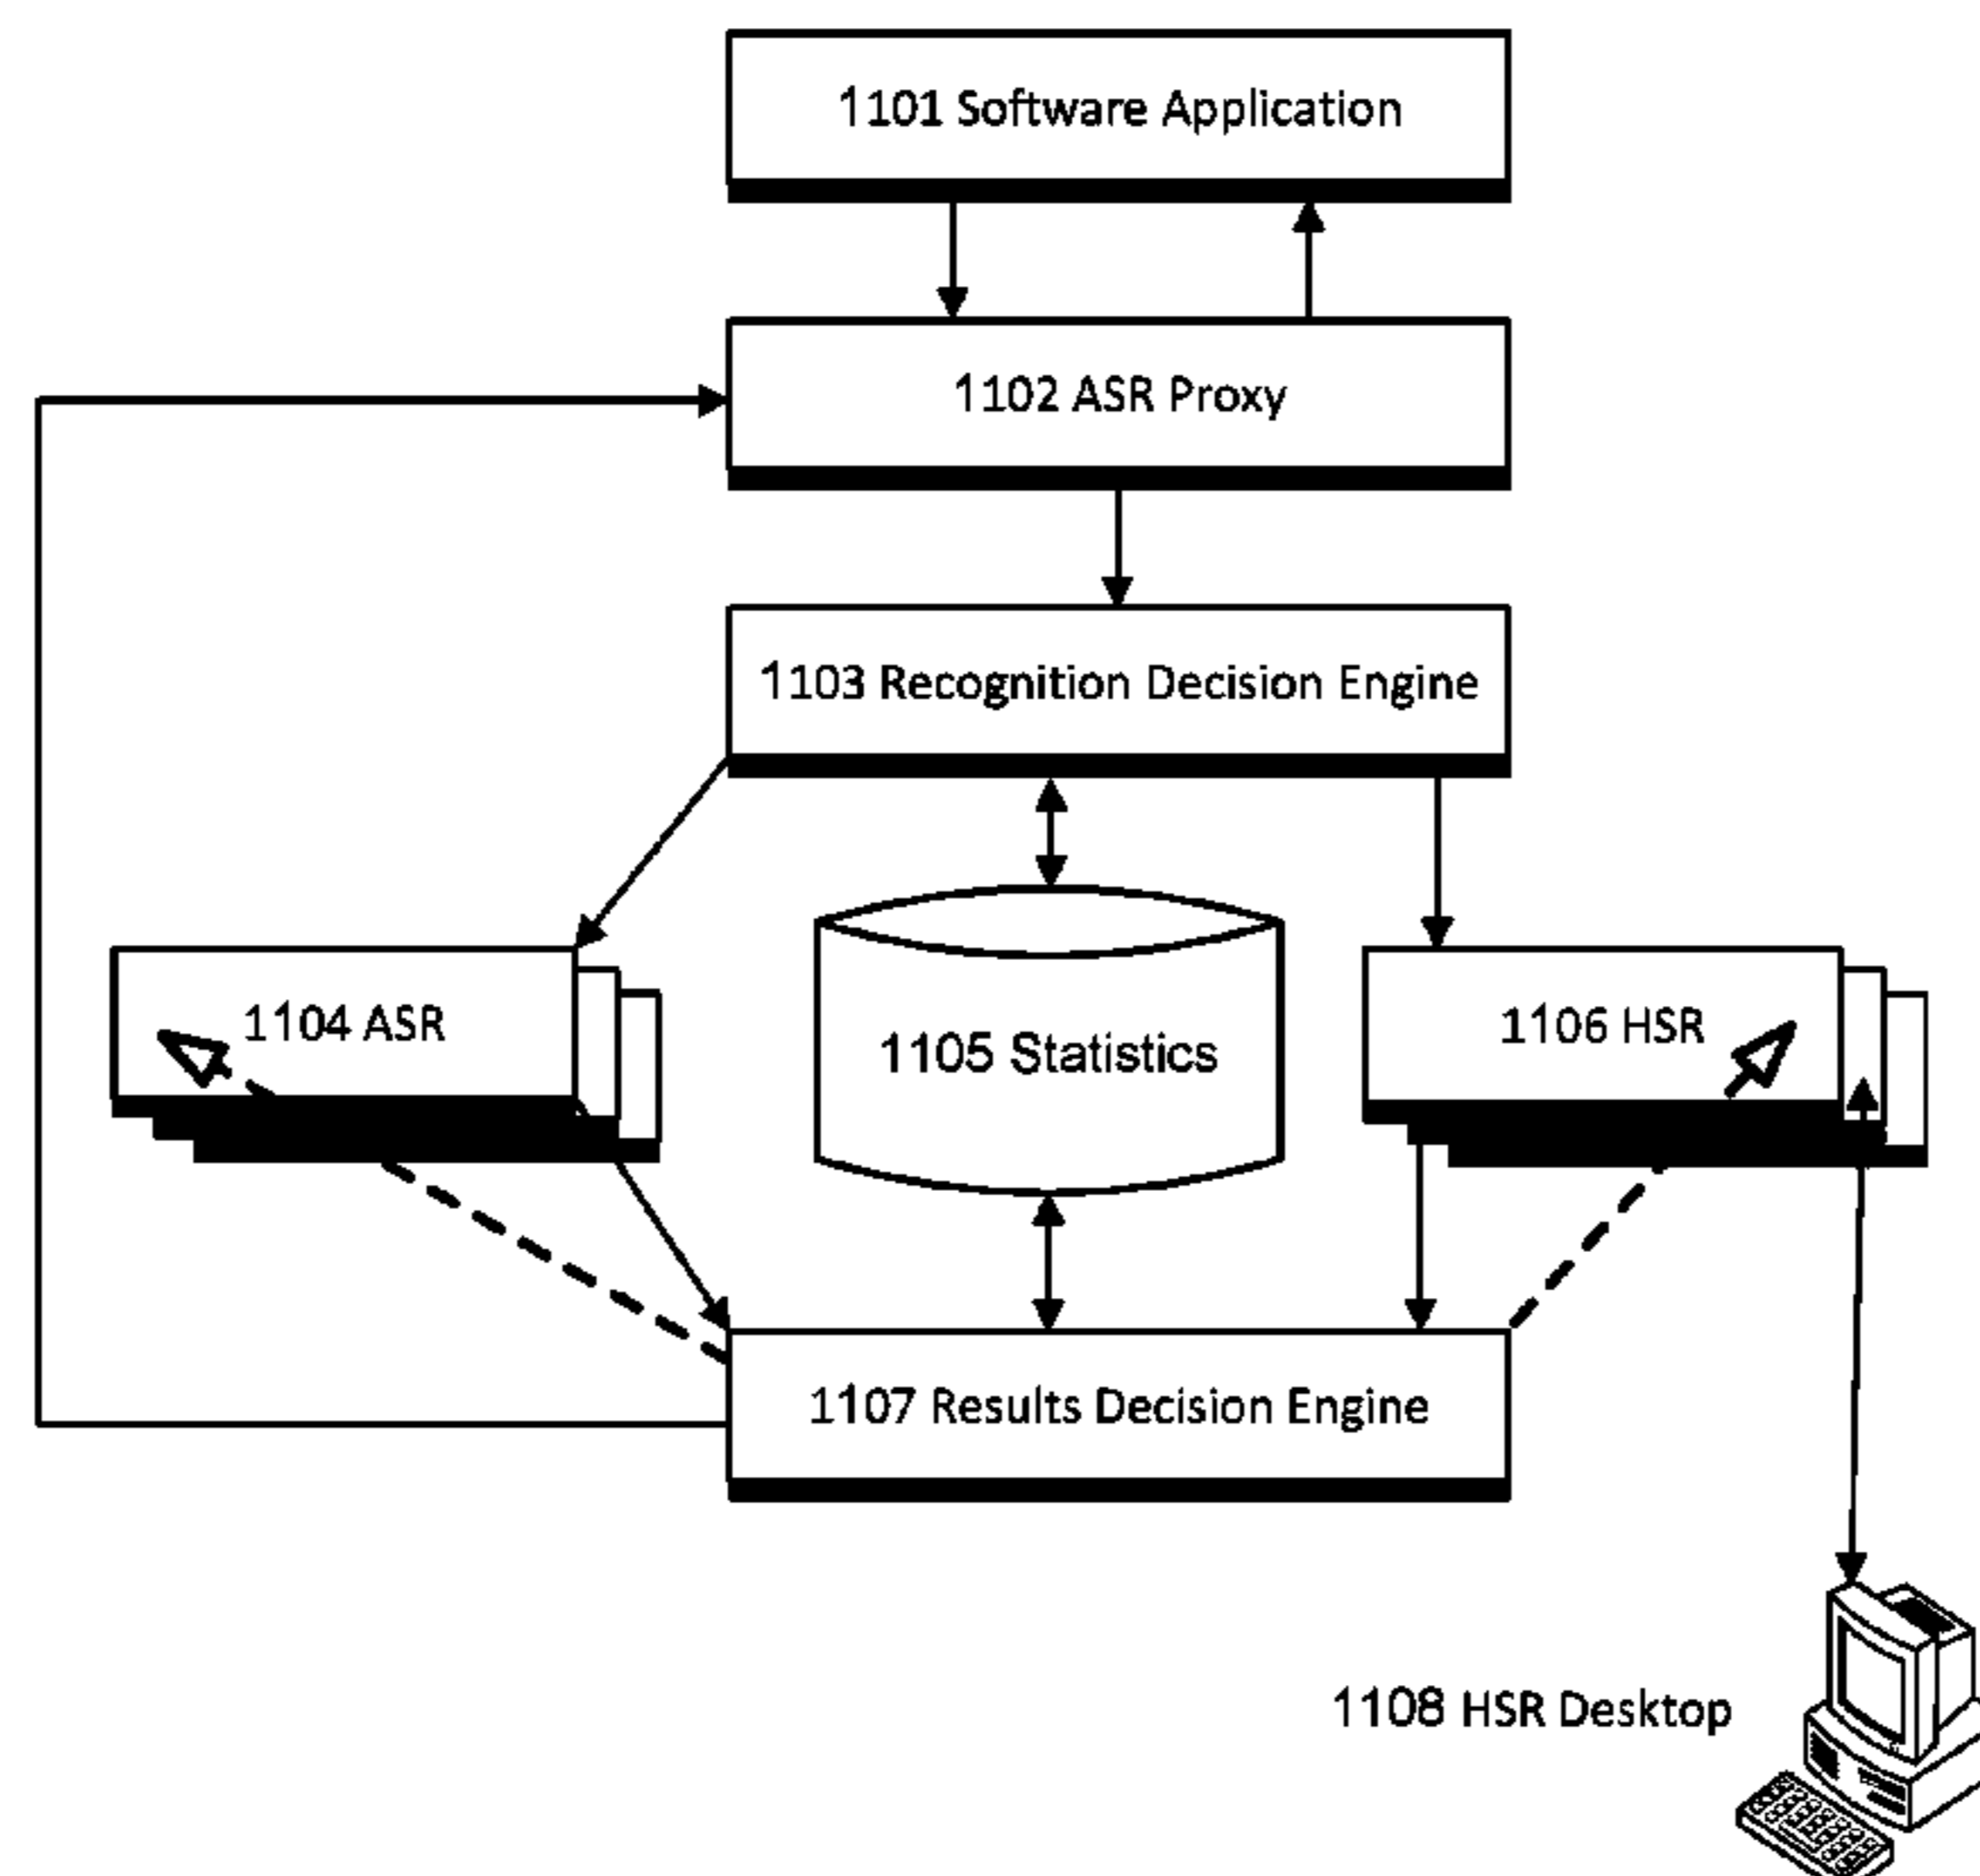 1101 Software Application
1102 ASR Proxy
1103 Recognition Decision Engine
1104 ASR
1105 Statistics
1106 HSR
1107 Results Decision Engine
1108 HSR Desktop